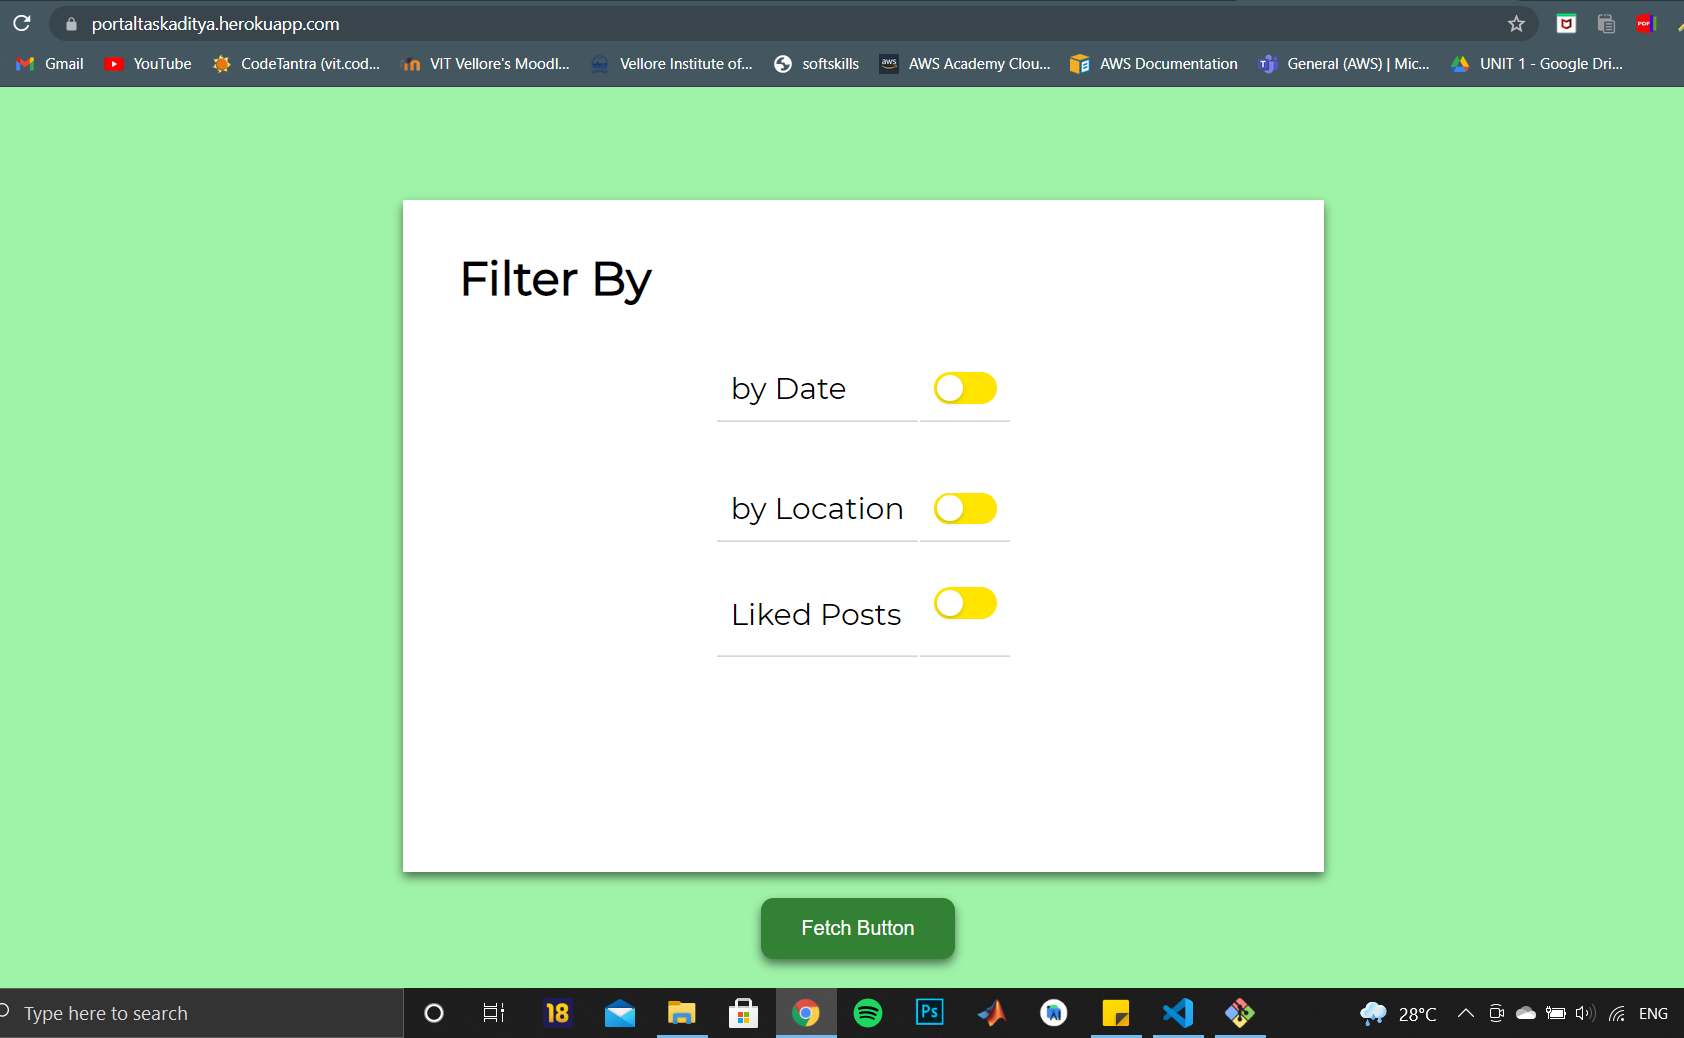 portaltaskaditya.herokuapp.com
Gmail YouTube CodeTantra (vit.cod... VIT Vellore's Moodl... Vellore Institute of... softskills aws AWS Academy Clou... AWS Documentation General (AWS) | Mic... UNIT 1 - Google Dri...
Filter By
by Date
by Location
Liked Posts
Fetch Button
Type here to search 18 Ps 28°C ENG